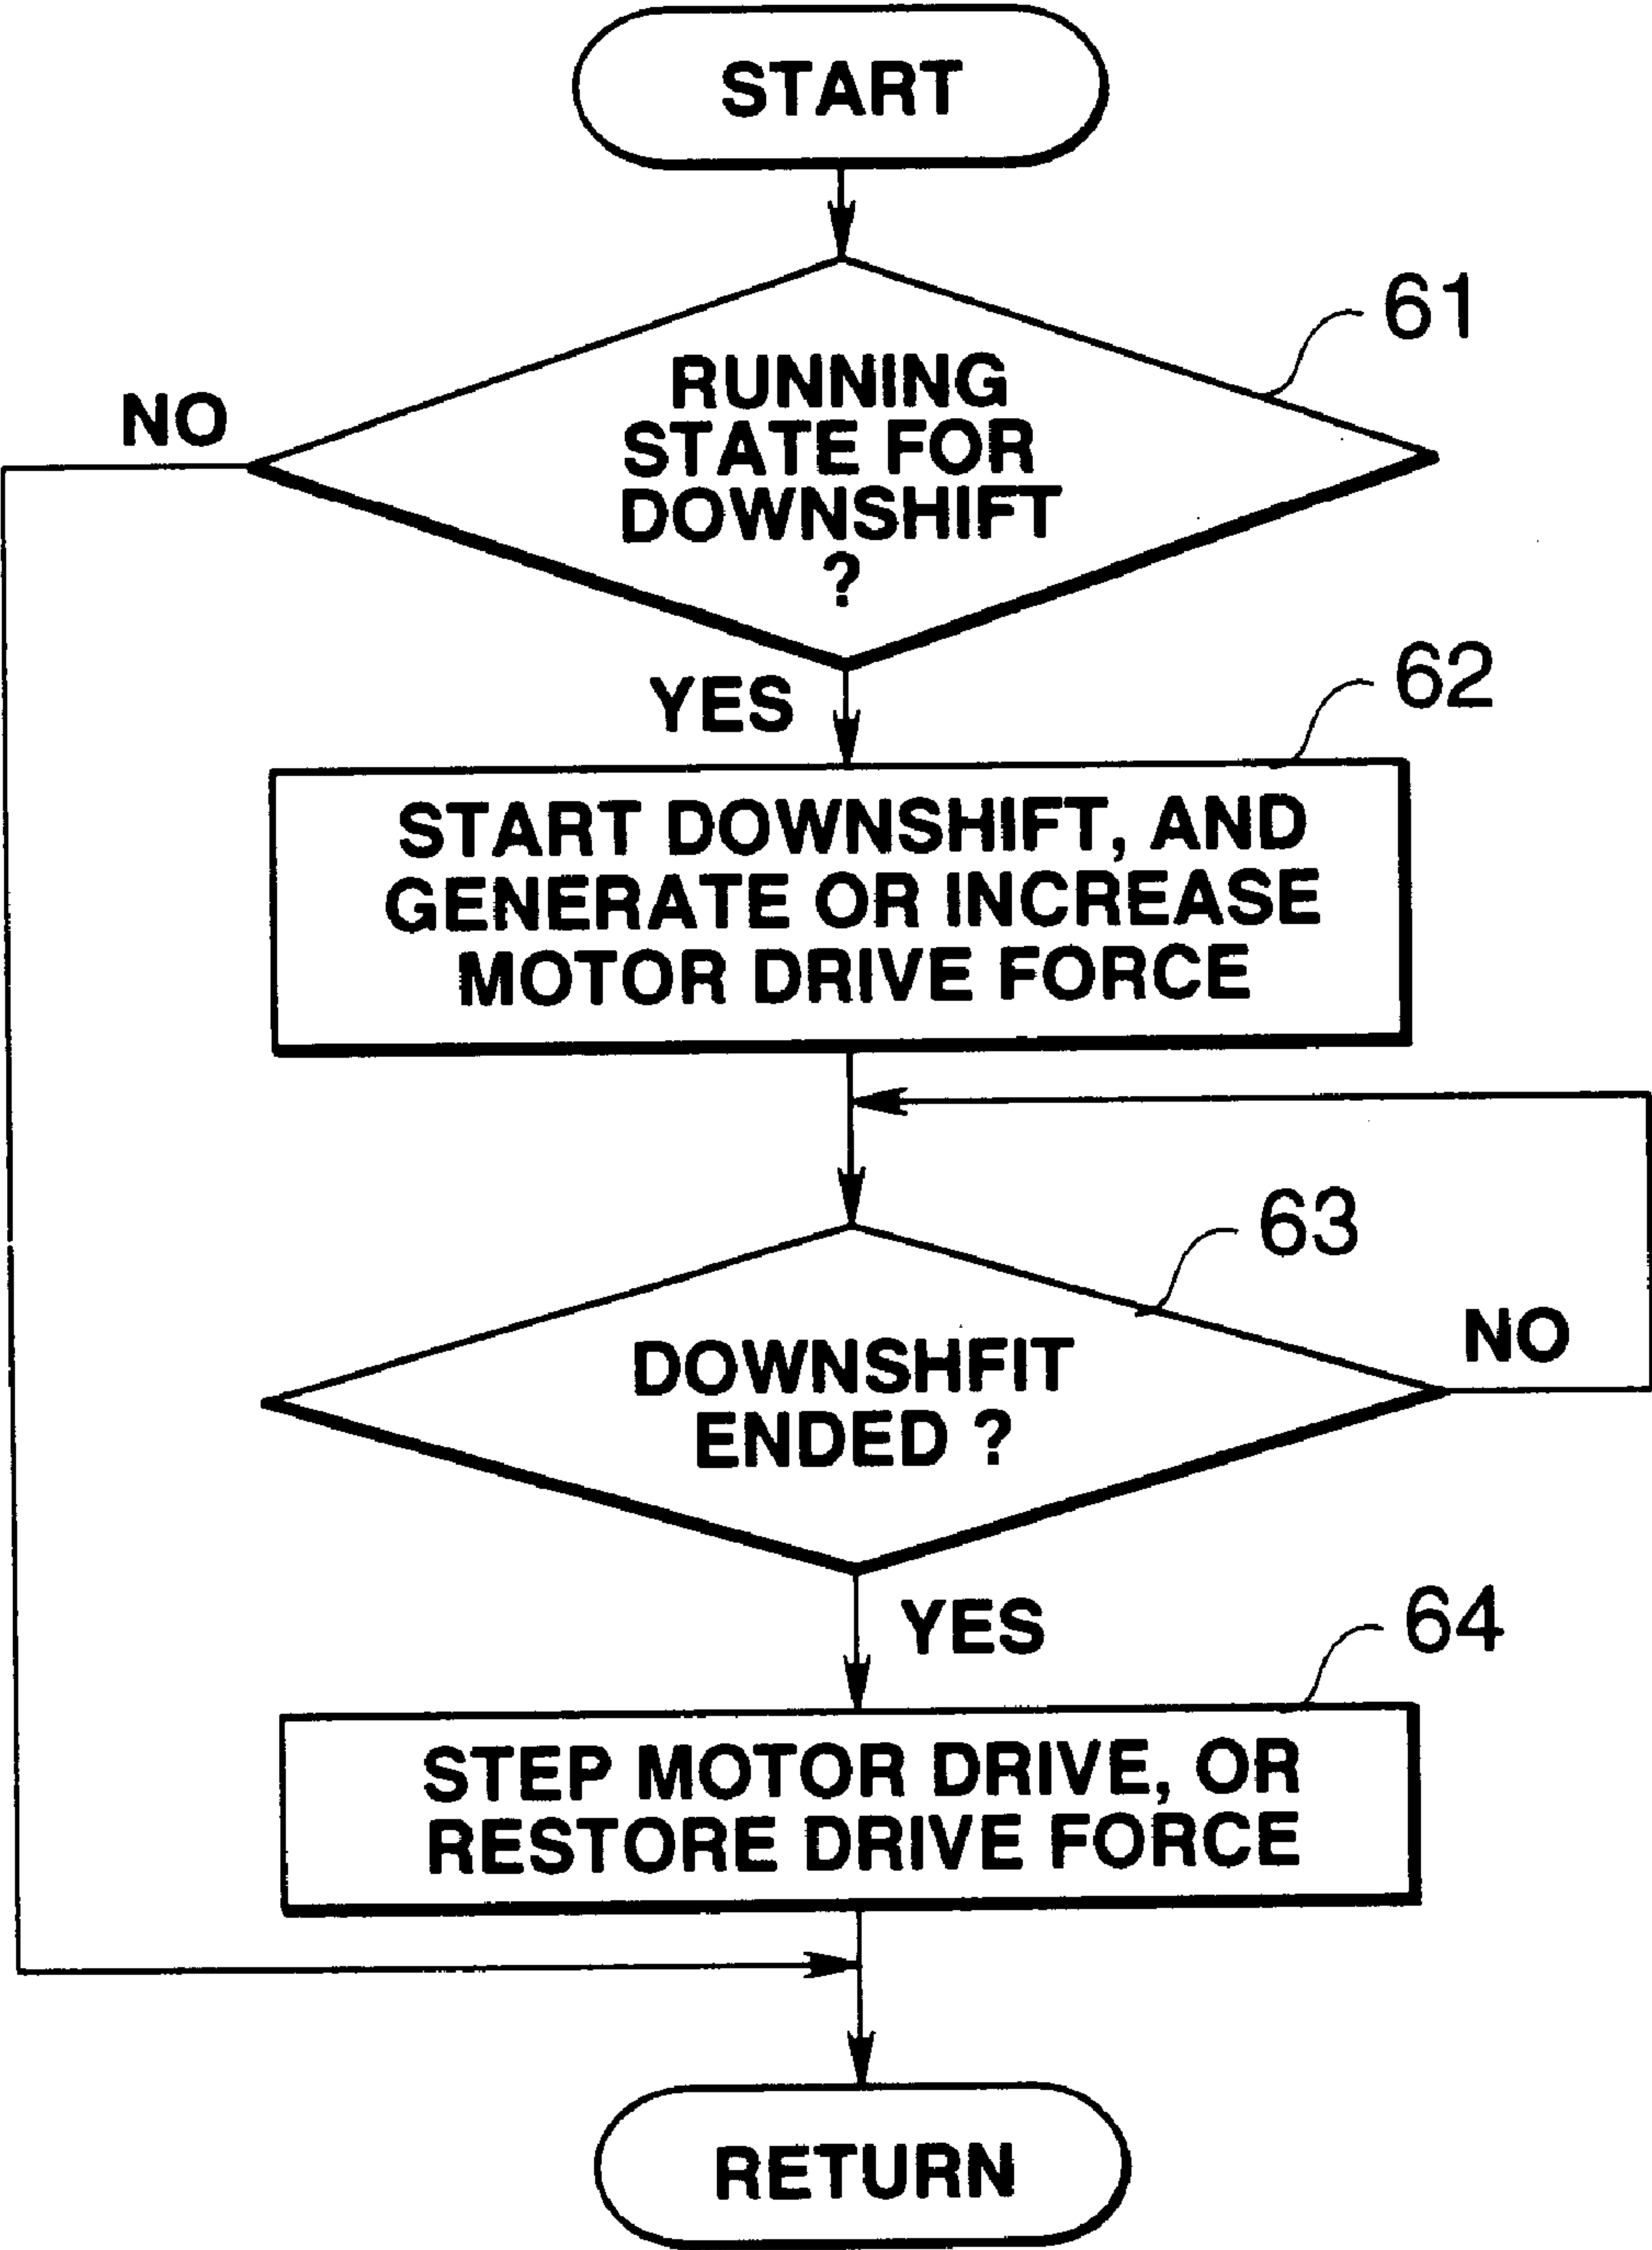 START
61
NO
RUNNING
STATE FOR
DOWNSHIFT
?
YES
62
START DOWNSHIFT, AND
GENERATE OR INCREASE
MOTOR DRIVE FORCE
63
NO
DOWNSHFIT
ENDED ?
YES
64
STEP MOTOR DRIVE, OR
RESTORE DRIVE FORCE
RETURN